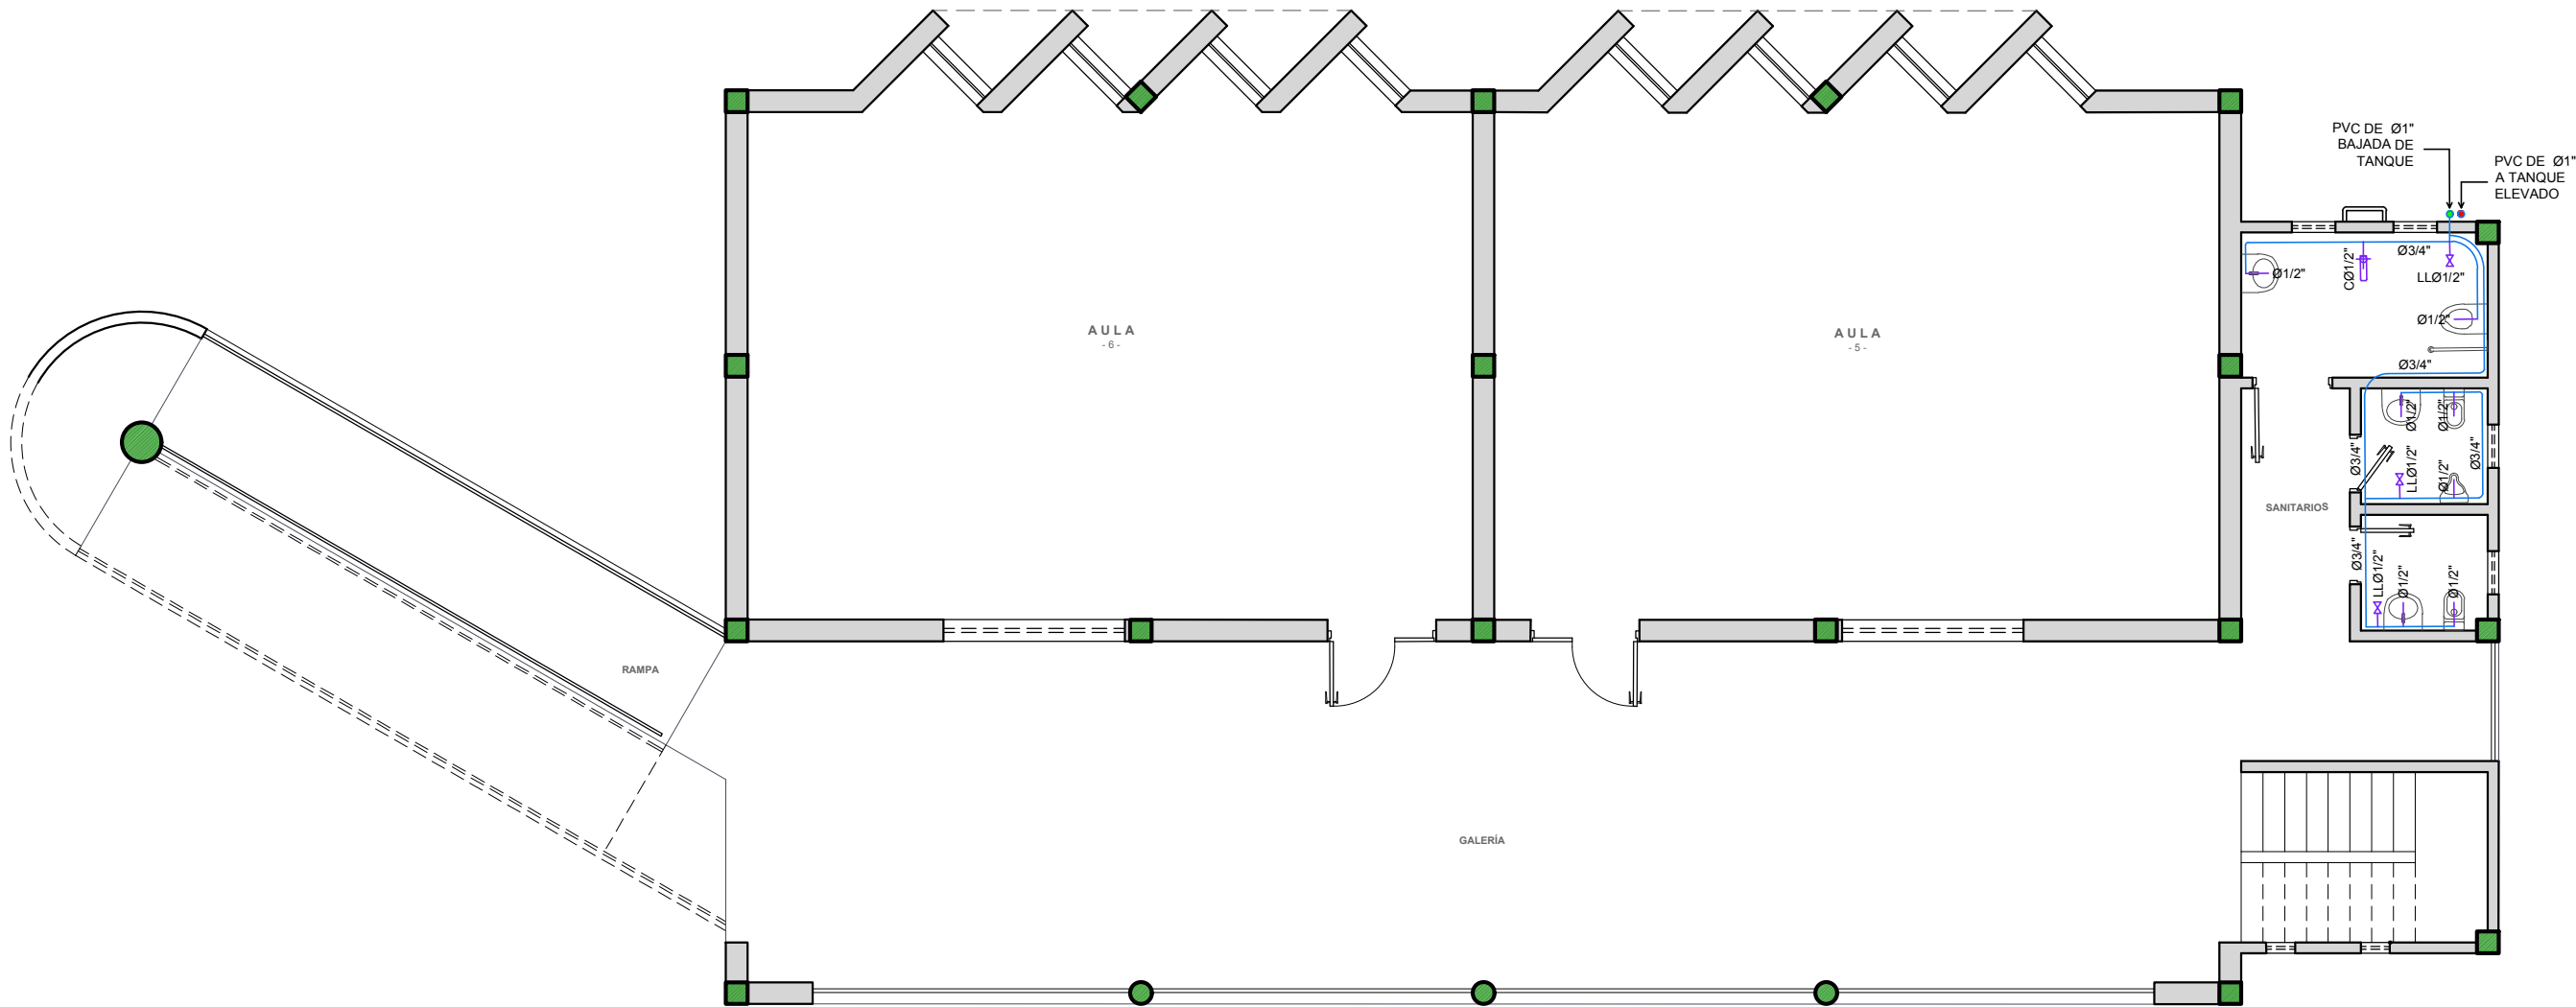 PVC DE Ø1"
BAJADA DE
TANQUE
PVC DE Ø1"
A TANQUE
ELEVADO
Ø1/2"
CØ1/2"
Ø3/4"
LLØ1/2"
Ø1/2"
Ø3/4"
AULA
- 6 -
AULA
- 5 -
Ø1/2"
Ø1/2"
Ø3/4"
LLØ1/2"
Ø1/2"
Ø3/4"
SANITARIOS
Ø3/4"
LLØ1/2"
Ø1/2"
Ø1/2"
RAMPA
GALERÍA